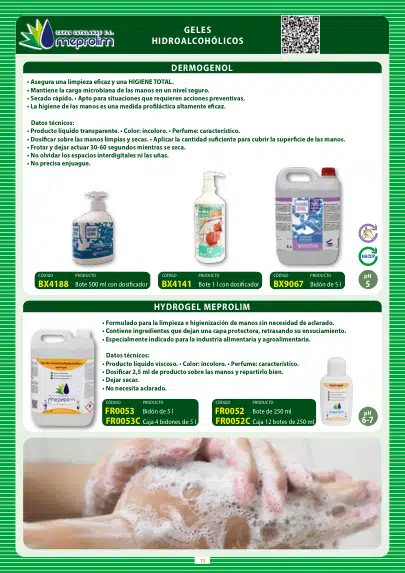 CATAF CATALANAS S.L.
meprolim
GELES
HIDROALCOHÓLICOS
DERMOGENOL
• Asegura una limpieza eficaz y una HIGIENE TOTAL.
• Mantiene la carga microbiana de las manos en un nivel seguro.
• Secado rápido. • Apto para situaciones que requieren acciones preventivas.
• La higiene de las manos es una medida profiláctica altamente eficaz.
Datos técnicos:
• Producto líquido transparente. • Color: incoloro. • Perfume: característico.
• Dosificar sobre las manos limpias y secas. • Aplicar la cantidad suficiente para cubrir la superficie de las manos.
• Frotar y dejar actuar 30-60 segundos mientras se seca.
• No olvidar los espacios interdigitales ni las uñas.
• No precisa enjuague.
HACCP
CÓDIGO PRODUCTO
BX4188 Bote 500 ml con dosificador
CÓDIGO PRODUCTO
BX4141 Bote 1 l con dosificador
CÓDIGO PRODUCTO
BX9067 Bidón de 5 l
pH
5
HYDROGEL MEPROLIM
• Formulado para la limpieza e higienización de manos sin necesidad de aclarado.
• Contiene ingredientes que dejan una capa protectora, retrasando su ensuciamiento.
• Especialmente indicado para la industria alimentaria y agroalimentaria.
Datos técnicos:
• Producto líquido viscoso. • Color: incoloro. • Perfume: característico.
• Dosificar 2,5 ml de producto sobre las manos y repartirlo bien.
• Dejar secar.
• No necesita aclarado.
meprolim
CÓDIGO PRODUCTO
FR0053 Bidón de 5 l
FR0053C Caja 4 bidones de 5 l
CÓDIGO PRODUCTO
FR0052 Bote de 250 ml
FR0052C Caja 12 botes de 250 ml
pH
6-7